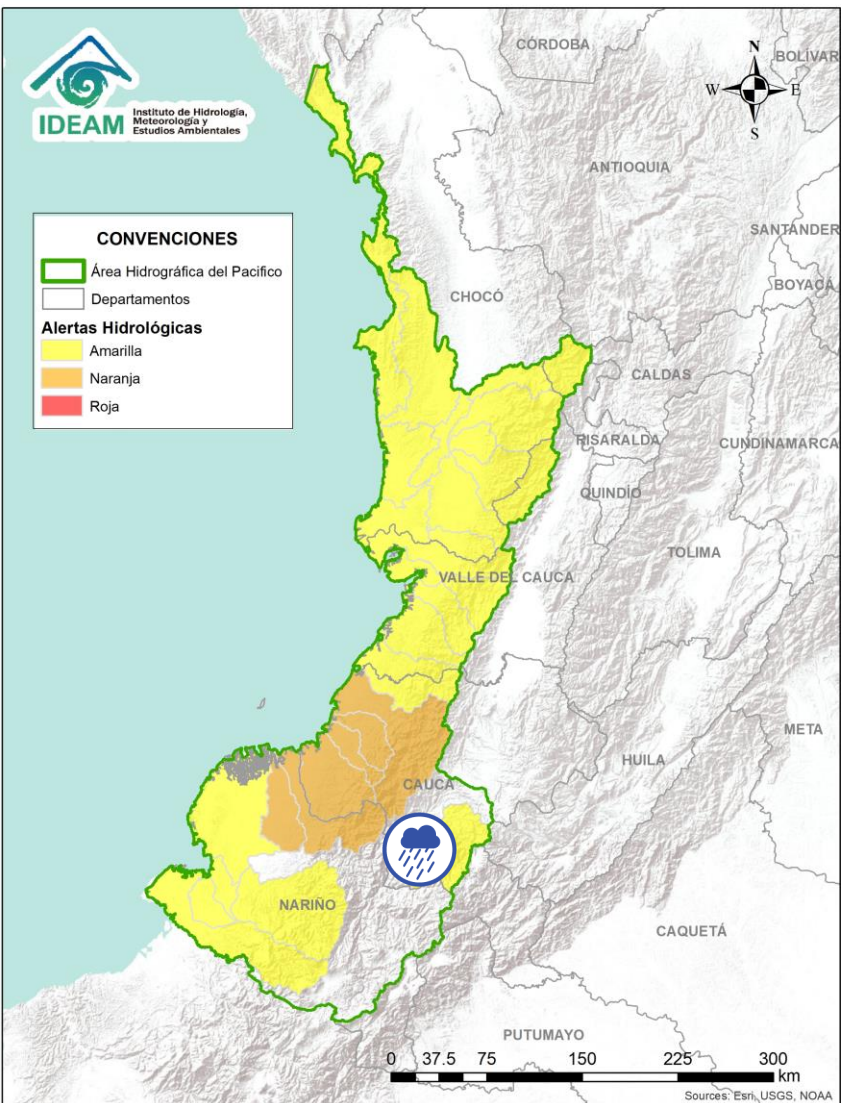 IDEAM
Instituto de Hidrología,
Meteorología y
Estudios Ambientales
CONVENCIONES
Área Hidrográfica del Pacifico
Departamentos
Alertas Hidrológicas
Amarilla
Naranja
Roja
N
W
E
S
CÓRDOBA
BOLÍVAR
ANTIOQUIA
SANTANDER
BOYACÁ
CHOCÓ
CALDAS
RISARALDA
CUNDINAMARCA
QUINDÍO
TOLIMA
VALLE DEL CAUCA
META
HUILA
CAUCA
NARIÑO
CAQUETÁ
PUTUMAYO
0 37.5 75 150 225 300
km
Sources: Esri, USGS, NOAA